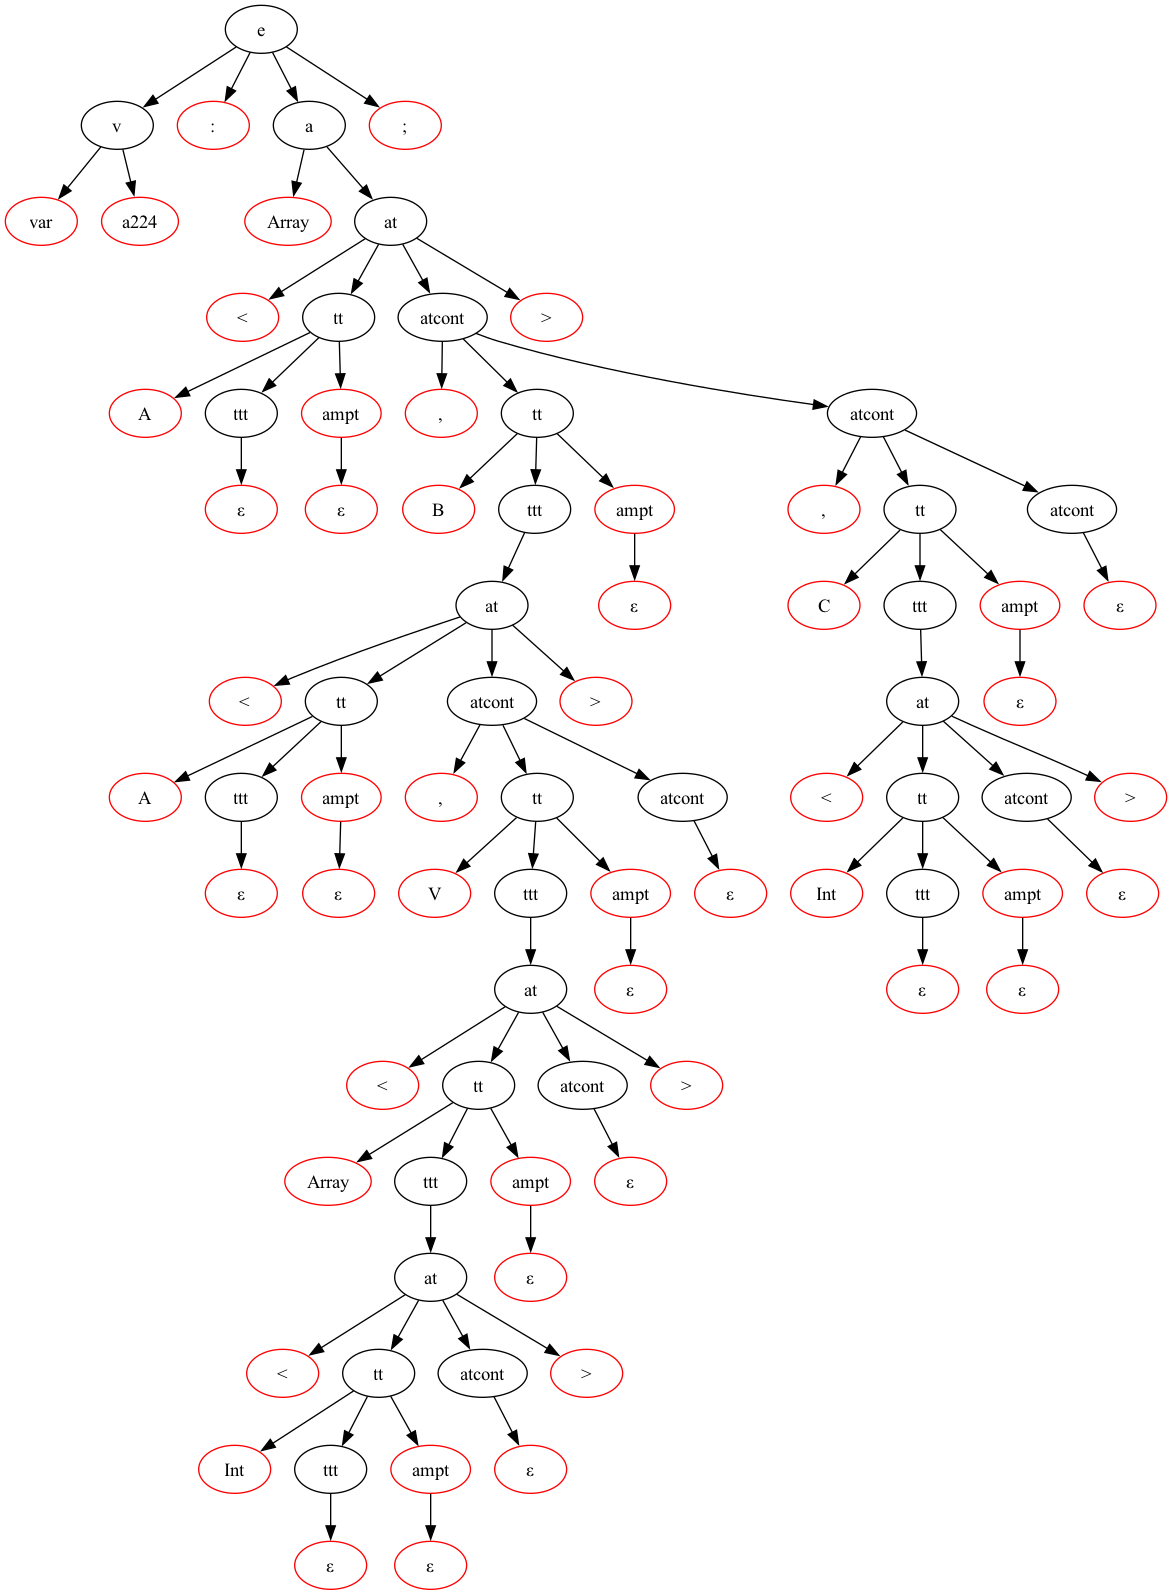 e
v : a ;
var a224 Array at
< tt atcont >
A ttt ampt , tt atcont
ε ε B ttt ampt , tt atcont
at ε C ttt ampt ε
< tt atcont > at ε
A ttt ampt , tt atcont < tt atcont >
ε ε V ttt ampt ε Int ttt ampt ε
at ε ε ε
< tt atcont >
Array ttt ampt ε
at ε
< tt atcont >
Int ttt ampt ε
ε ε